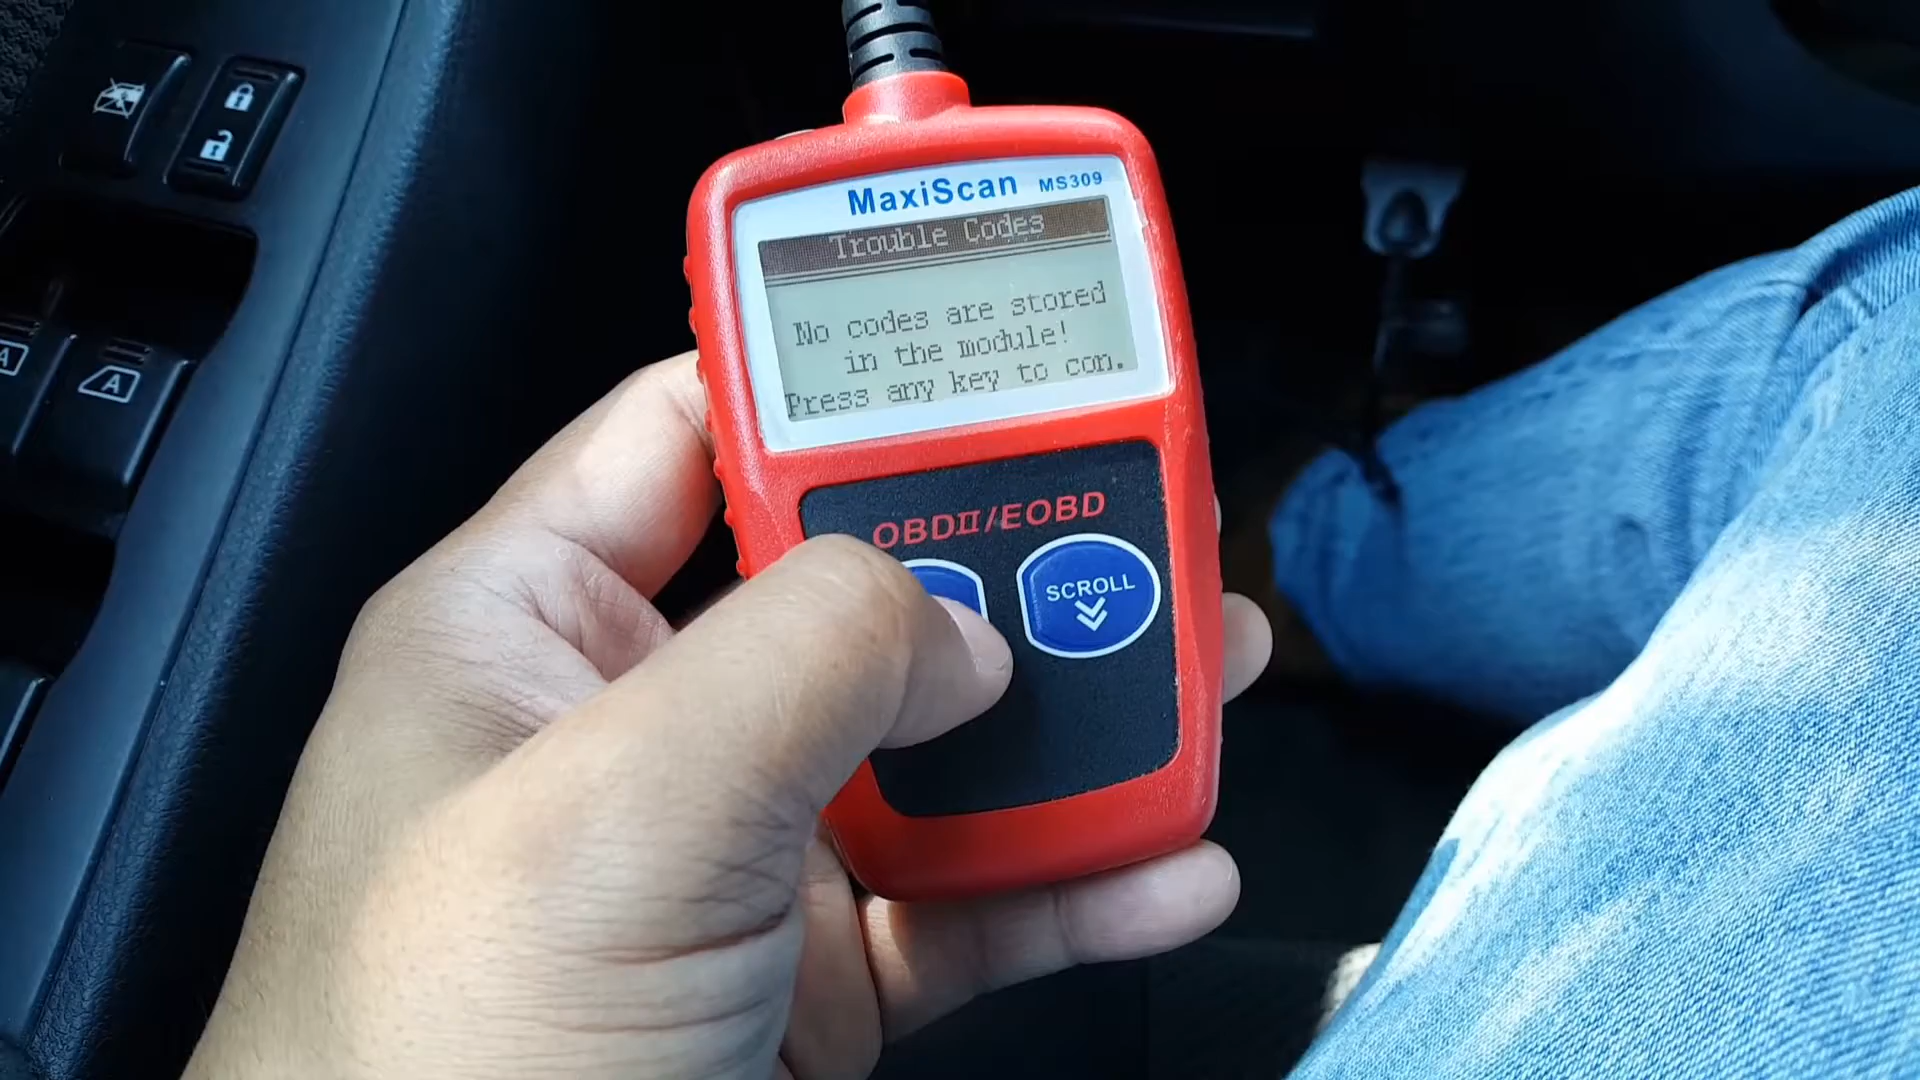 MaxiScan MS309
Trouble Codes
No codes are stored
in the module!
Press any key to con.
OBDII/EOBD
SCROLL
A
A